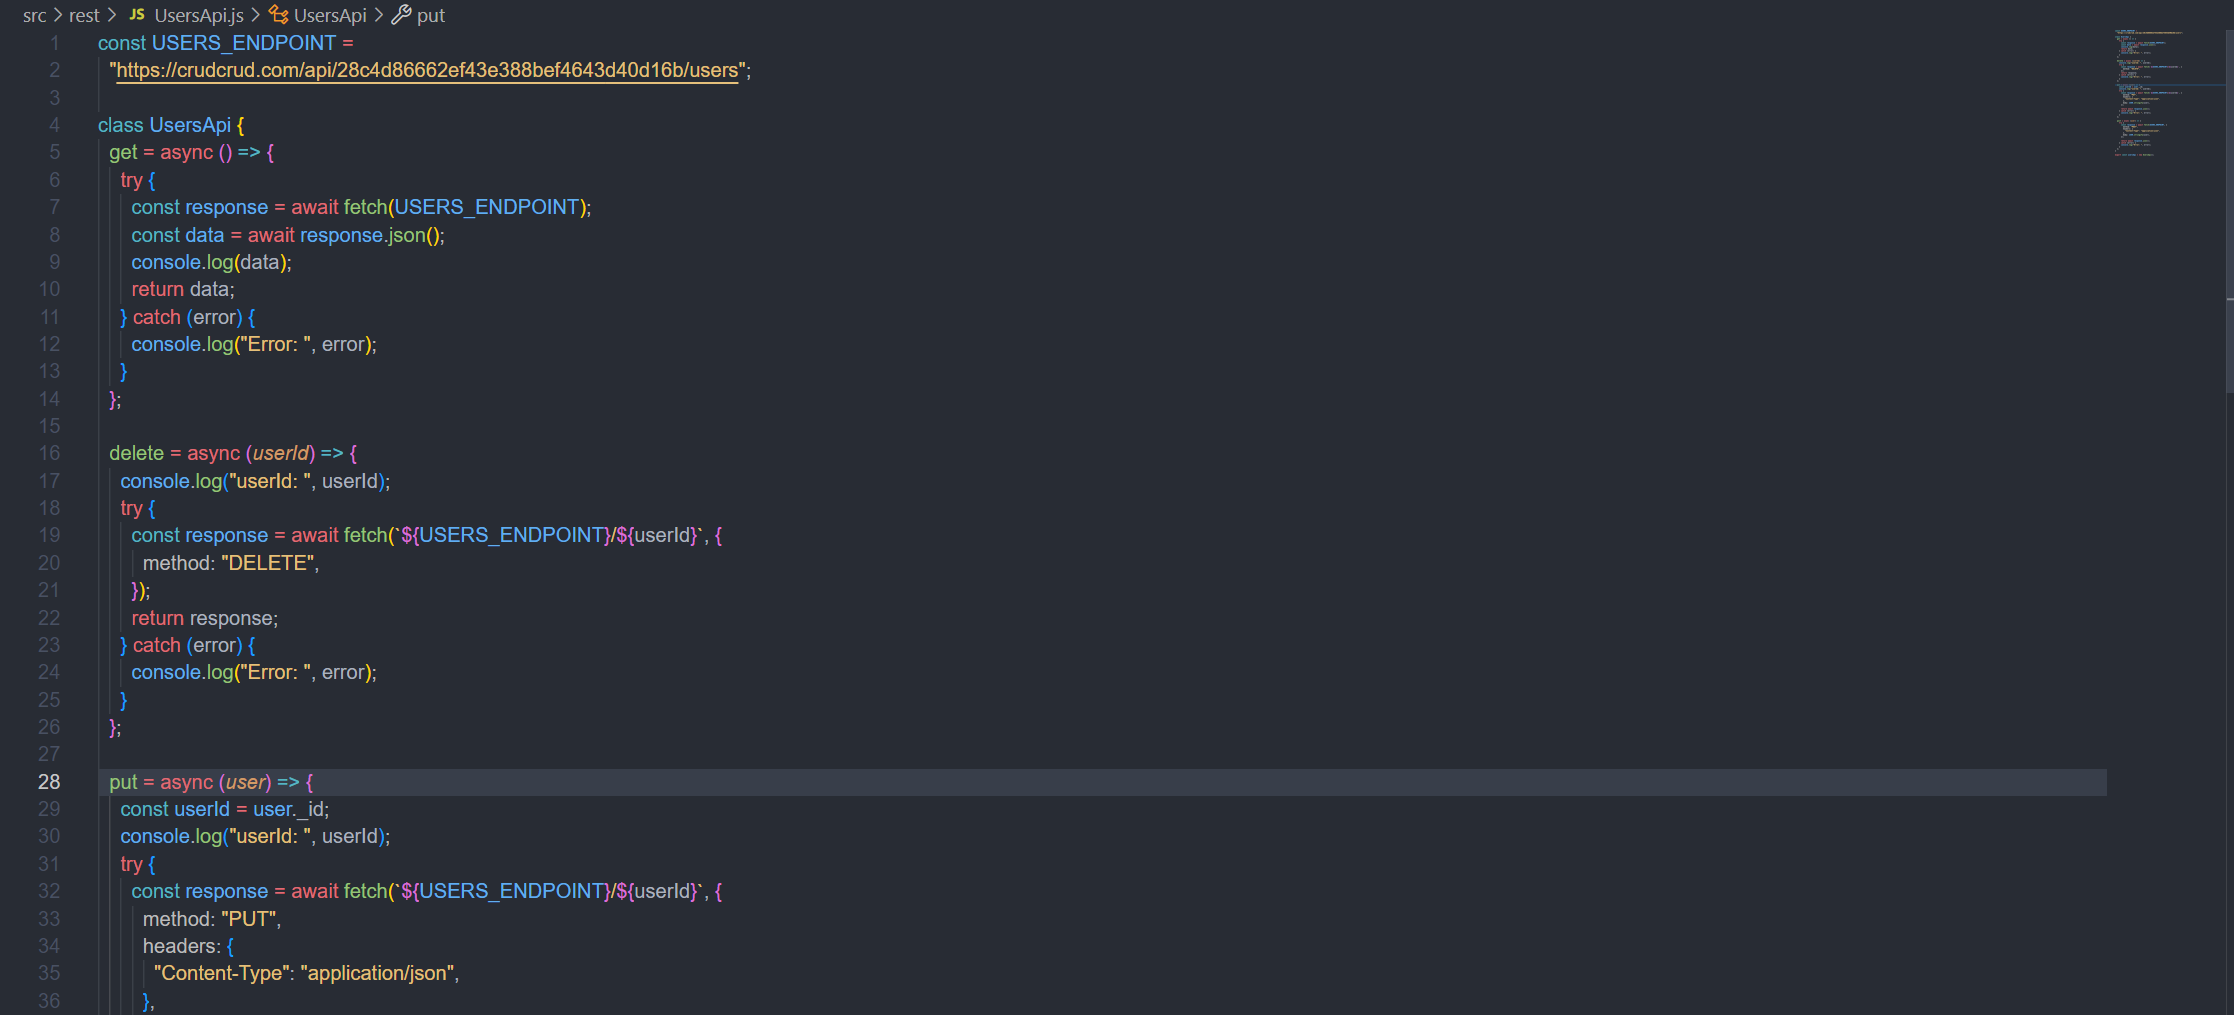 src > rest > JS UsersApi.js > UsersApi > put
1 const USERS_ENDPOINT =
2 "https://crudcrud.com/api/28c4d86662ef43e388bef4643d40d16b/users";
3
4 class UsersApi {
5 get = async () => {
6 try {
7 const response = await fetch(USERS_ENDPOINT);
8 const data = await response.json();
9 console.log(data);
10 return data;
11 } catch (error) {
12 console.log("Error: ", error);
13 }
14 };
15
16 delete = async (userId) => {
17 console.log("userId: ", userId);
18 try {
19 const response = await fetch(`${USERS_ENDPOINT}/${userId}`, {
20 method: "DELETE",
21 });
22 return response;
23 } catch (error) {
24 console.log("Error: ", error);
25 }
26 };
27
28 put = async (user) => {
29 const userId = user._id;
30 console.log("userId: ", userId);
31 try {
32 const response = await fetch(`${USERS_ENDPOINT}/${userId}`, {
33 method: "PUT",
34 headers: {
35 "Content-Type": "application/json",
36 },